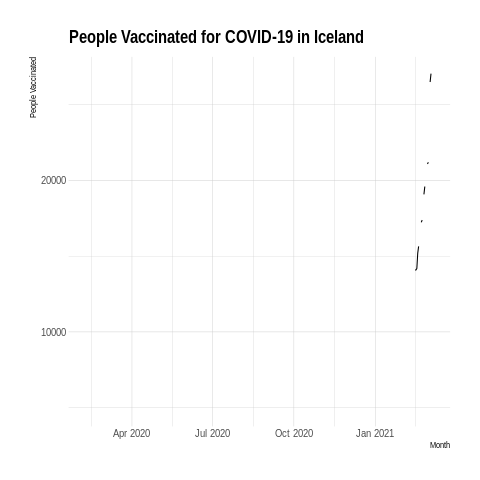 People Vaccinated for COVID-19 in Iceland
People Vaccinated
20000
10000
Apr 2020
Jul 2020
Oct 2020
Jan 2021
Month